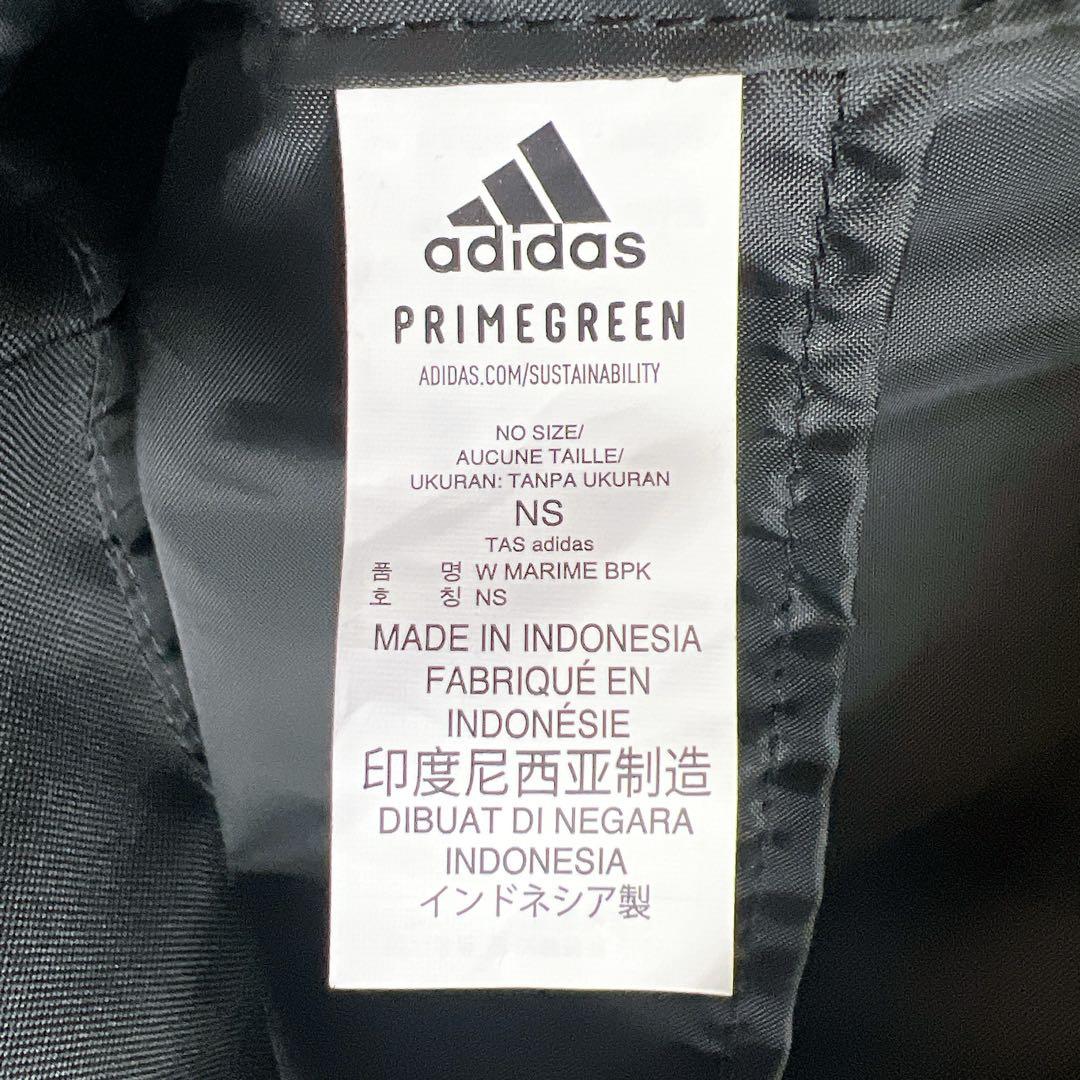 adidas
PRIMEGREEN
ADIDAS.COM/SUSTAINABILITY
NO SIZE/
AUCUNE TAILLE/
UKURAN: TANPA UKURAN
NS
TAS adidas
품 명 W MARIME BPK
호 칭 NS
MADE IN INDONESIA
FABRIQUÉ EN
INDONÉSIE
印度尼西亚制造
DIBUAT DI NEGARA
INDONESIA
インドネシア製